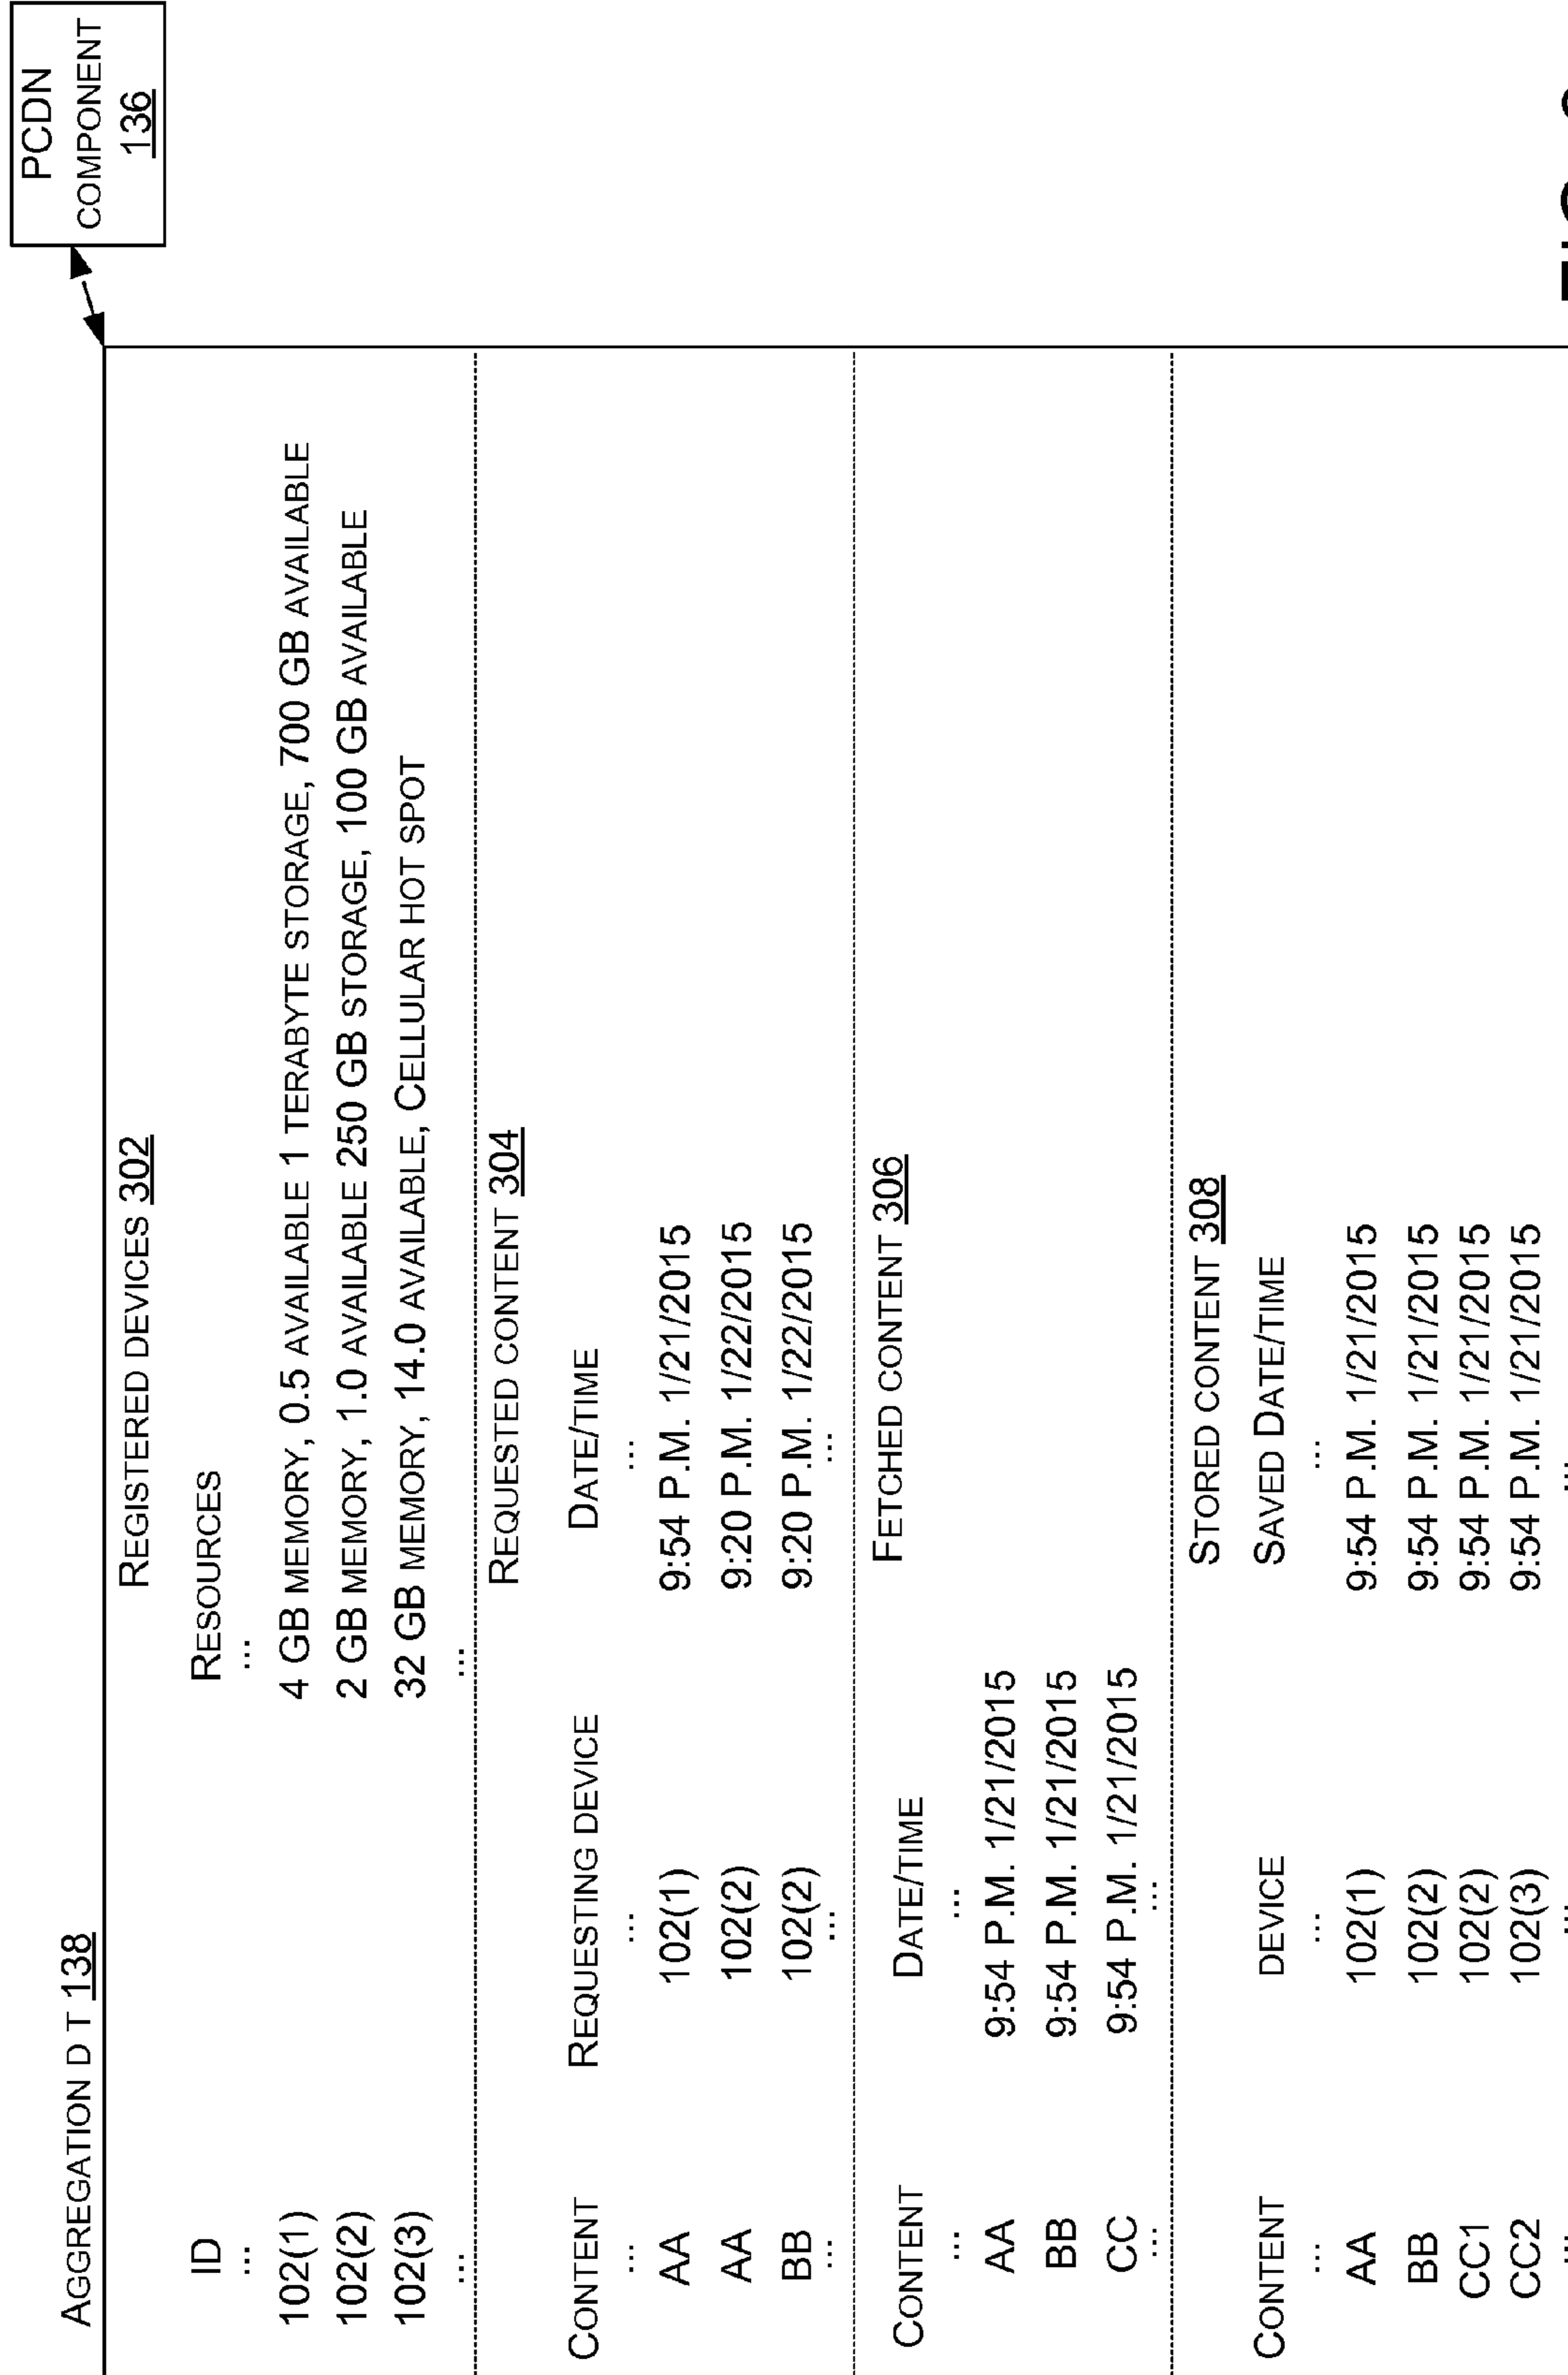 PCDN
COMPONENT
136
AGGREGATION D T 138
REGISTERED DEVICES 302
ID RESOURCES
... ...
102(1) 4 GB MEMORY, 0.5 AVAILABLE 1 TERABYTE STORAGE, 700 GB AVAILABLE
102(2) 2 GB MEMORY, 1.0 AVAILABLE 250 GB STORAGE, 100 GB AVAILABLE
102(3) 32 GB MEMORY, 14.0 AVAILABLE, CELLULAR HOT SPOT
... ...
REQUESTED CONTENT 304
CONTENT REQUESTING DEVICE DATE/TIME
... ... ...
AA 102(1) 9:54 P.M. 1/21/2015
AA 102(2) 9:20 P.M. 1/22/2015
BB 102(2) 9:20 P.M. 1/22/2015
... ... ...
FETCHED CONTENT 306
CONTENT DATE/TIME
... ...
AA 9:54 P.M. 1/21/2015
BB 9:54 P.M. 1/21/2015
CC 9:54 P.M. 1/21/2015
... ...
STORED CONTENT 308
CONTENT DEVICE SAVED DATE/TIME
... ... ...
AA 102(1) 9:54 P.M. 1/21/2015
BB 102(2) 9:54 P.M. 1/21/2015
CC1 102(2) 9:54 P.M. 1/21/2015
CC2 102(3) 9:54 P.M. 1/21/2015
... ... ...